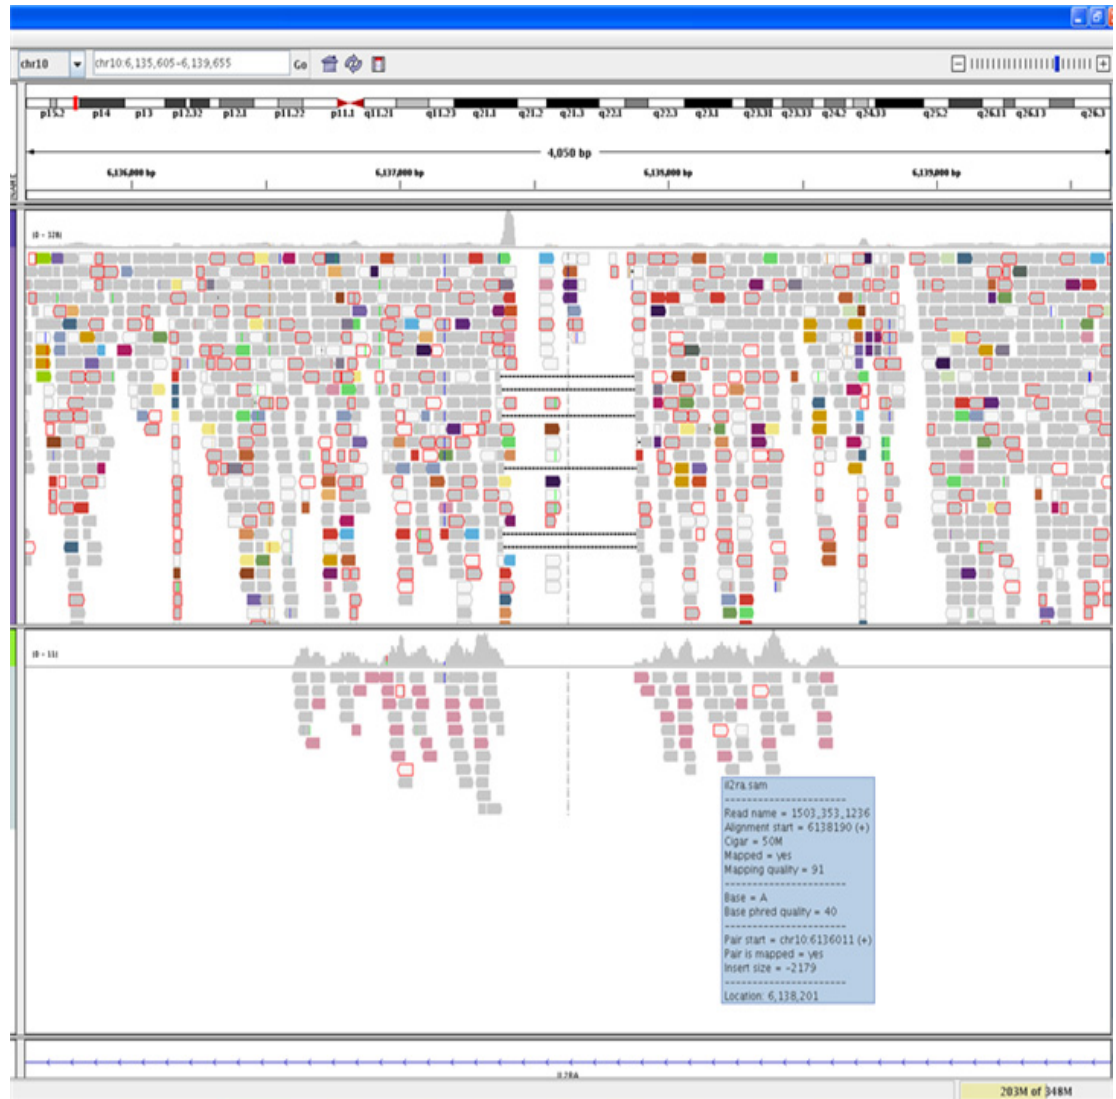 chr10 chr10:6,135,605-6,139,655 Go
p15.2 p14 p13 p12.32 p12.1 p11.22 p11.1 q11.21 q11.23 q21.1 q21.2 q21.3 q22.1 q22.3 q23.1 q23.31 q23.33 q24.2 q24.33 q25.2 q26.11 q26.13 q26.3
4,050 bp
6,136,000 bp 6,137,000 bp 6,138,000 bp 6,139,000 bp
(0 - 128)
(0 - 11)
il2ra.sam
----------------------
Read name = 1503_353_1236
Alignment start = 6138190 (+)
Cigar = 50M
Mapped = yes
Mapping quality = 91
----------------------
Base = A
Base phred quality = 40
----------------------
Pair start = chr10:6136011 (+)
Pair is mapped = yes
Insert size = -2179
----------------------
Location: 6,138,201
IL2RA
203M of 348M